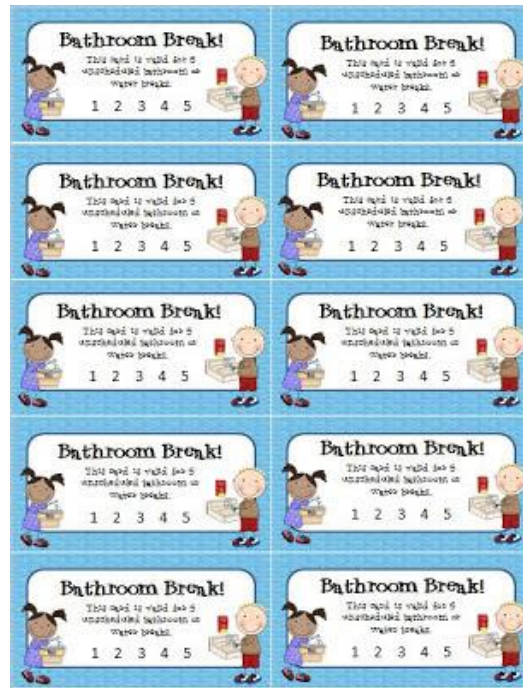 Bathroom Break!
This card is valid for 5
unscheduled bathroom or
water breaks.
1 2 3 4 5
Bathroom Break!
This card is valid for 5
unscheduled bathroom or
water breaks.
1 2 3 4 5
Bathroom Break!
This card is valid for 5
unscheduled bathroom or
water breaks.
1 2 3 4 5
Bathroom Break!
This card is valid for 5
unscheduled bathroom or
water breaks.
1 2 3 4 5
Bathroom Break!
This card is valid for 5
unscheduled bathroom or
water breaks.
1 2 3 4 5
Bathroom Break!
This card is valid for 5
unscheduled bathroom or
water breaks.
1 2 3 4 5
Bathroom Break!
This card is valid for 5
unscheduled bathroom or
water breaks.
1 2 3 4 5
Bathroom Break!
This card is valid for 5
unscheduled bathroom or
water breaks.
1 2 3 4 5
Bathroom Break!
This card is valid for 5
unscheduled bathroom or
water breaks.
1 2 3 4 5
Bathroom Break!
This card is valid for 5
unscheduled bathroom or
water breaks.
1 2 3 4 5